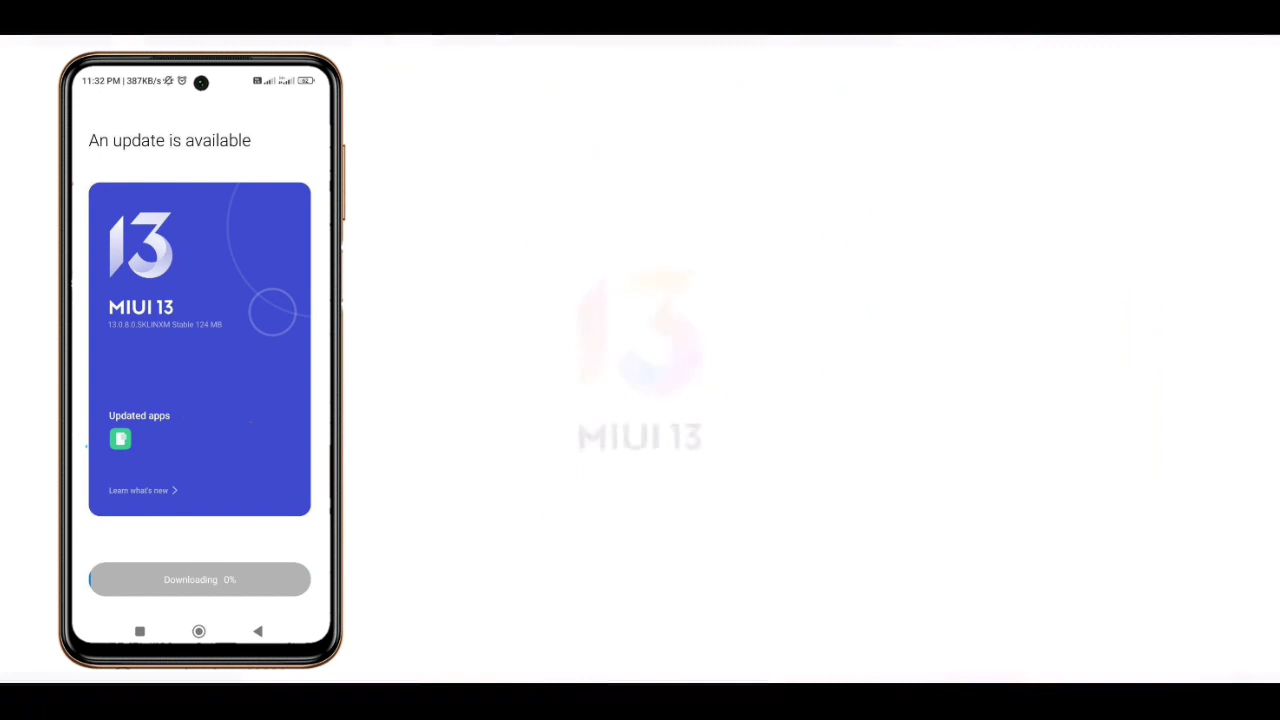 11:32 PM | 387KB/s
An update is available
13
MIUI 13
13.0.8.0.SKLINXM Stable 124 MB
Updated apps
Learn what's new
Downloading 0%
13
MIUI 13